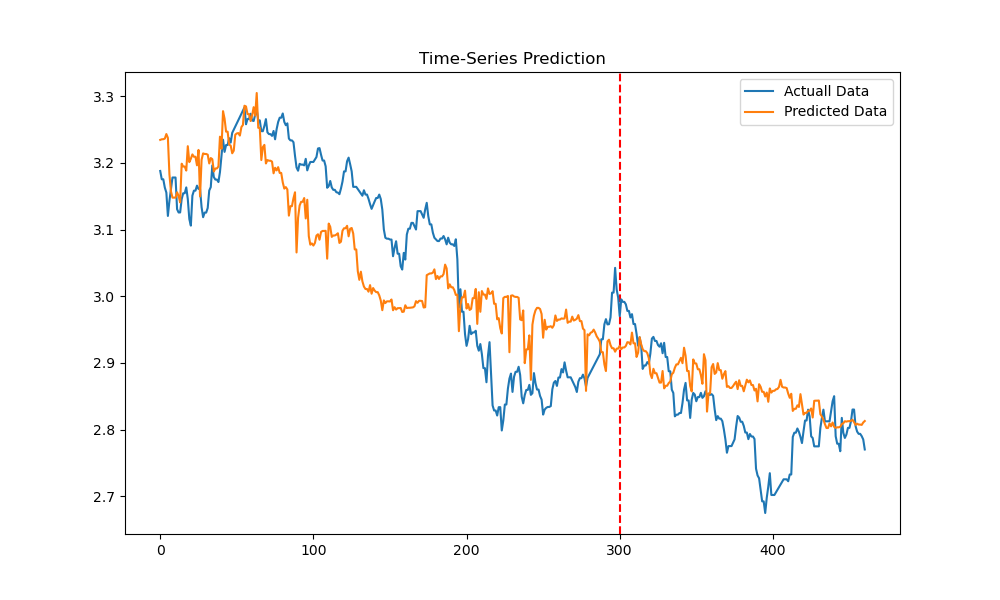 Time-Series Prediction
Actuall Data
Predicted Data
3.3
3.2
3.1
3.0
2.9
2.8
2.7
0 100 200 300 400